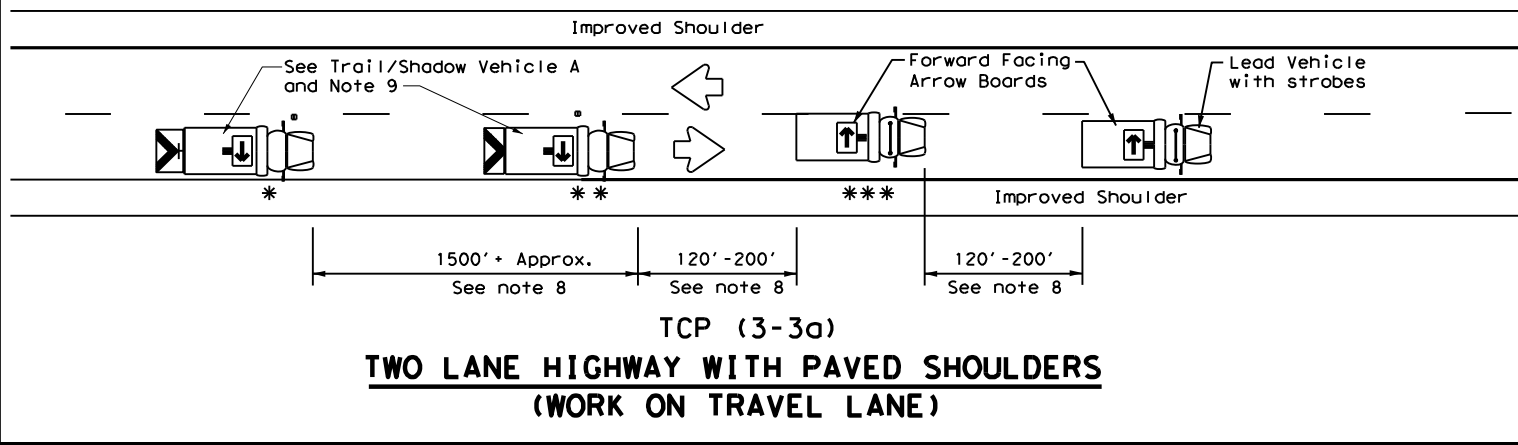 Improved Shoulder
See Trail/Shadow Vehicle A
and Note 9
Forward Facing
Arrow Boards
Lead Vehicle
with strobes
*
* *
***
Improved Shoulder
1500'+ Approx.
See note 8
120'-200'
See note 8
120'-200'
See note 8
TCP (3-3a)
TWO LANE HIGHWAY WITH PAVED SHOULDERS
(WORK ON TRAVEL LANE)